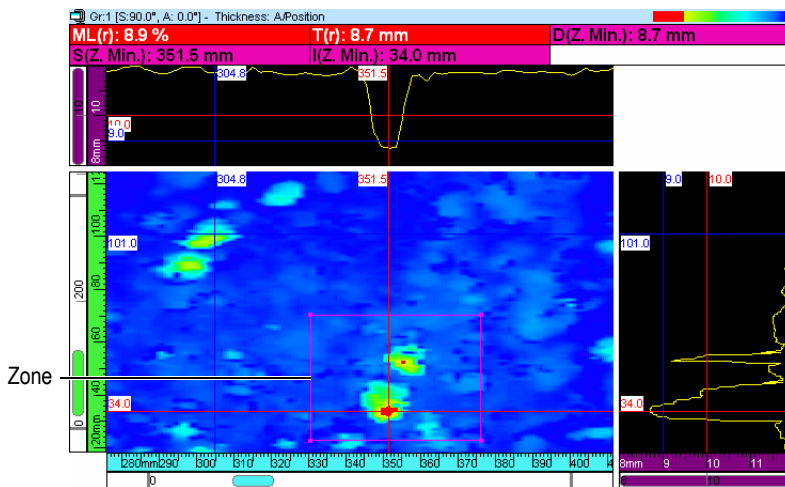 Gr:1 [S:90.0°, A: 0.0°] - Thickness: A/Position
ML(r): 8.9 % T(r): 8.7 mm D(Z. Min.): 8.7 mm
S(Z. Min.): 351.5 mm I(Z. Min.): 34.0 mm
304.8 351.5
10 10
10.0
9.0
8mm
304.8 351.5 9.0 10.0
100
101.0 101.0
200 80
60
Zone
40
34.0 34.0
0 20mm
280mm 290 300 310 320 330 340 350 360 370 380 390 400 8mm 9 10 11
0 0 10